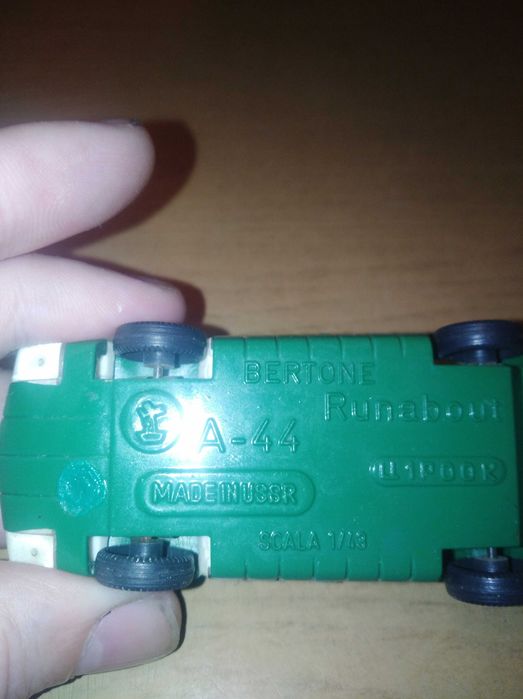 BERTONE
Runabout
A-44
MADE IN USSR
SCALA 1/43